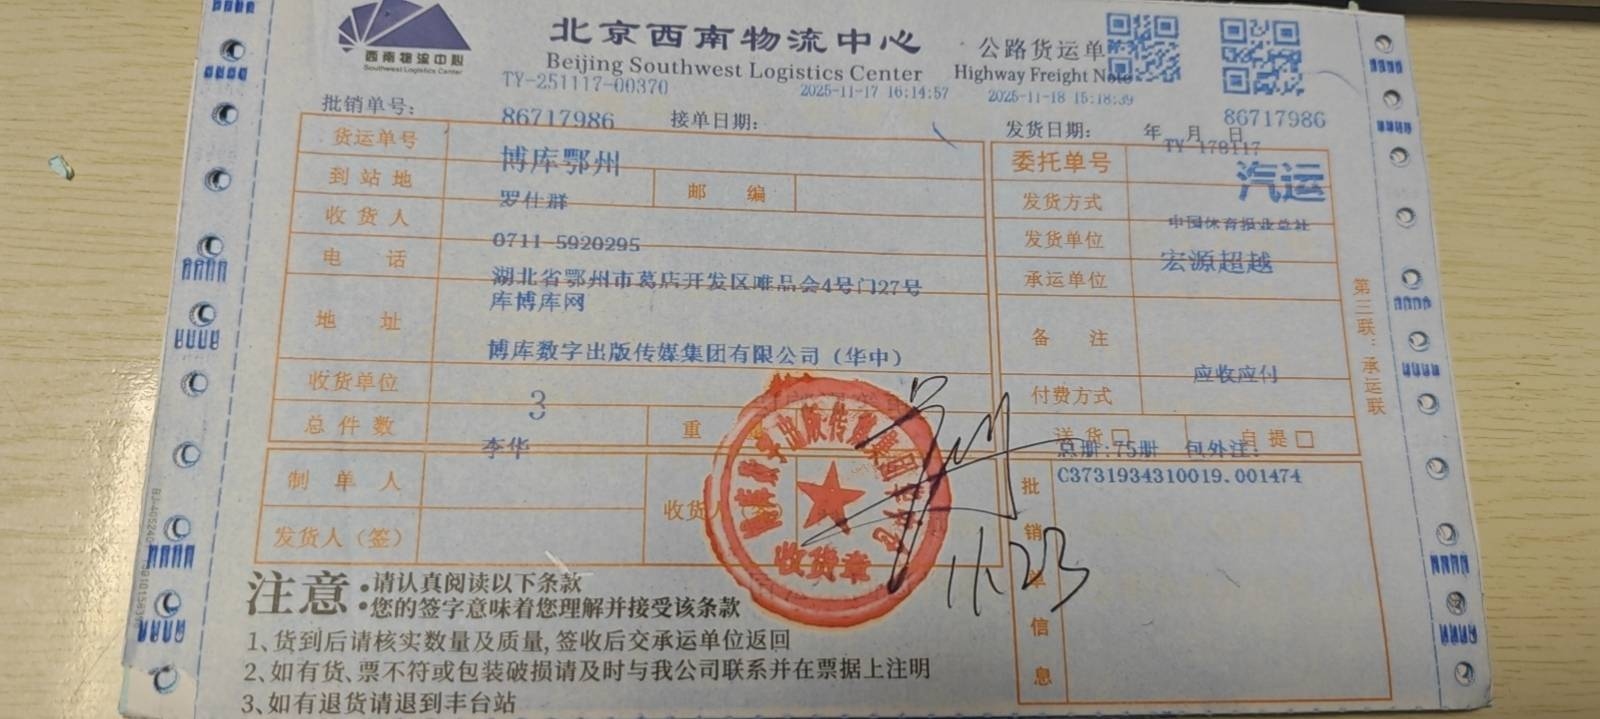 西南物流中心
Southwest Logistics Center
北京西南物流中心
公路货运单
Beijing Southwest Logistics Center
Highway Freight Note
TY-251117-00370
2025-11-17 16:14:57
2025-11-18 15:18:39
批销单号:
86717986
接单日期:
发货日期: 年 月 日
86717986
货运单号
委托单号
TY 178117
到站地
博库鄂州
邮 编
发货方式
汽运
收货人
罗仕群
发货单位
中国体育报业总社
电 话
0711-5920295
承运单位
宏源超越
地 址
湖北省鄂州市葛店开发区唯品会4号门27号
库博库网
备 注
收货单位
博库数字出版传媒集团有限公司（华中）
付费方式
应收应付
总件数
3
重
送货□
自提□
制单人
李华
收货人
总册:75册 包外注:
C3731934310019.001474
发货人（签）
批销单信息
收货章
11.23
第三联：承运联
注意
•请认真阅读以下条款
•您的签字意味着您理解并接受该条款
1、货到后请核实数量及质量,签收后交承运单位返回
2、如有货、票不符或包装破损请及时与我公司联系并在票据上注明
3、如有退货请退到丰台站